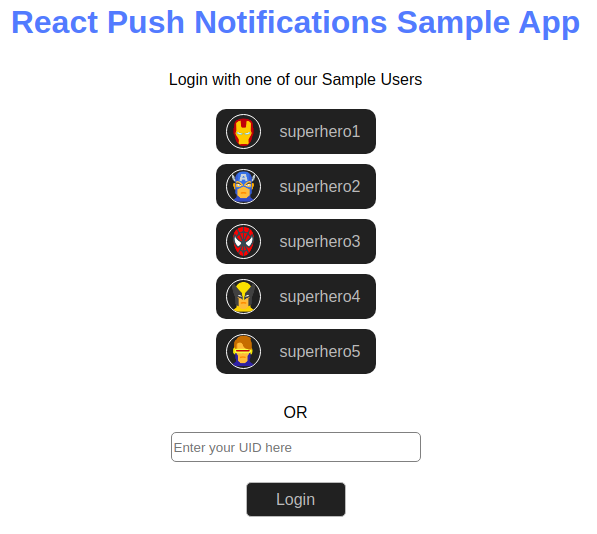 React Push Notifications Sample App
Login with one of our Sample Users
superhero1
superhero2
superhero3
superhero4
superhero5
OR
Enter your UID here
Login